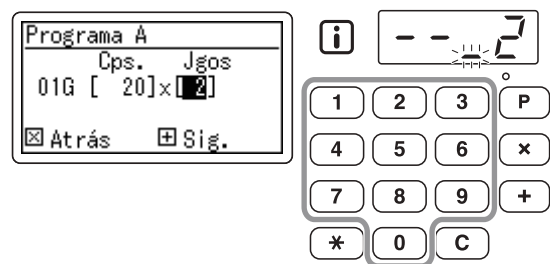 Programa A
Cps. Jgos
01G [ 20]×[ 2]
☒ Atrás ⊞ Sig.
i
– – _ 2
1 2 3 P
4 5 6 ×
7 8 9 +
* 0 C